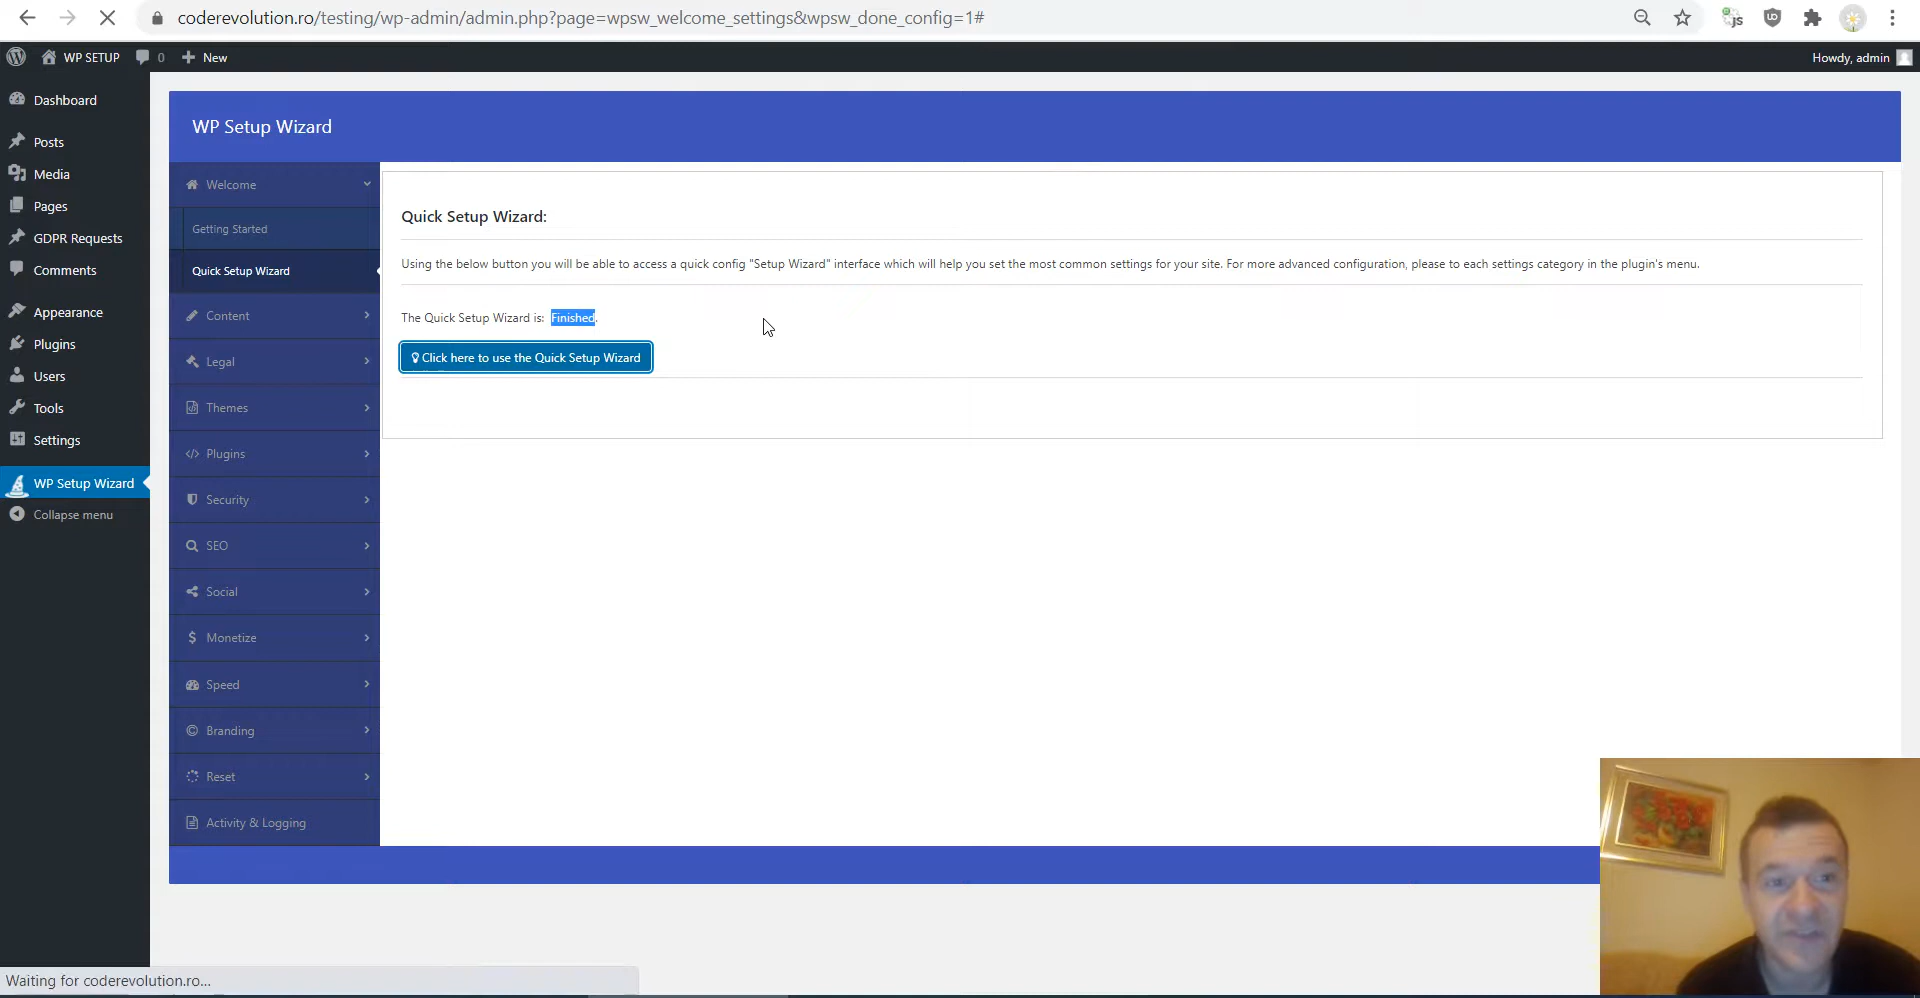 coderevolution.ro/testing/wp-admin/admin.php?page=wpsw_welcome_settings&wpsw_done_config=1#
WP SETUP
0
New
Howdy, admin
Dashboard
Posts
Media
Pages
GDPR Requests
Comments
Appearance
Plugins
Users
Tools
Settings
WP Setup Wizard
Collapse menu
WP Setup Wizard
Welcome
Getting Started
Quick Setup Wizard
Content
Legal
Themes
Plugins
Security
SEO
Social
Monetize
Speed
Branding
Reset
Activity & Logging
Quick Setup Wizard:
Using the below button you will be able to access a quick config "Setup Wizard" interface which will help you set the most common settings for your site. For more advanced configuration, please to each settings category in the plugin's menu.
The Quick Setup Wizard is: Finished.
Click here to use the Quick Setup Wizard
Waiting for coderevolution.ro...